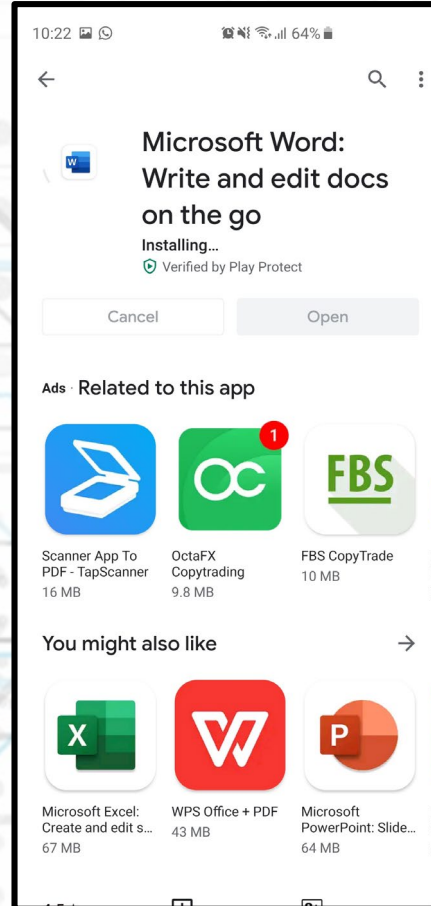 10:22 64%
Microsoft Word:
Write and edit docs
on the go
Installing...
Verified by Play Protect
Cancel Open
Ads · Related to this app
1
FBS
Scanner App To OctaFX FBS CopyTrade
PDF - TapScanner Copytrading 10 MB
16 MB 9.8 MB
You might also like
W X P
Microsoft Excel: WPS Office + PDF Microsoft
Create and edit s... 43 MB PowerPoint: Slide...
67 MB 64 MB